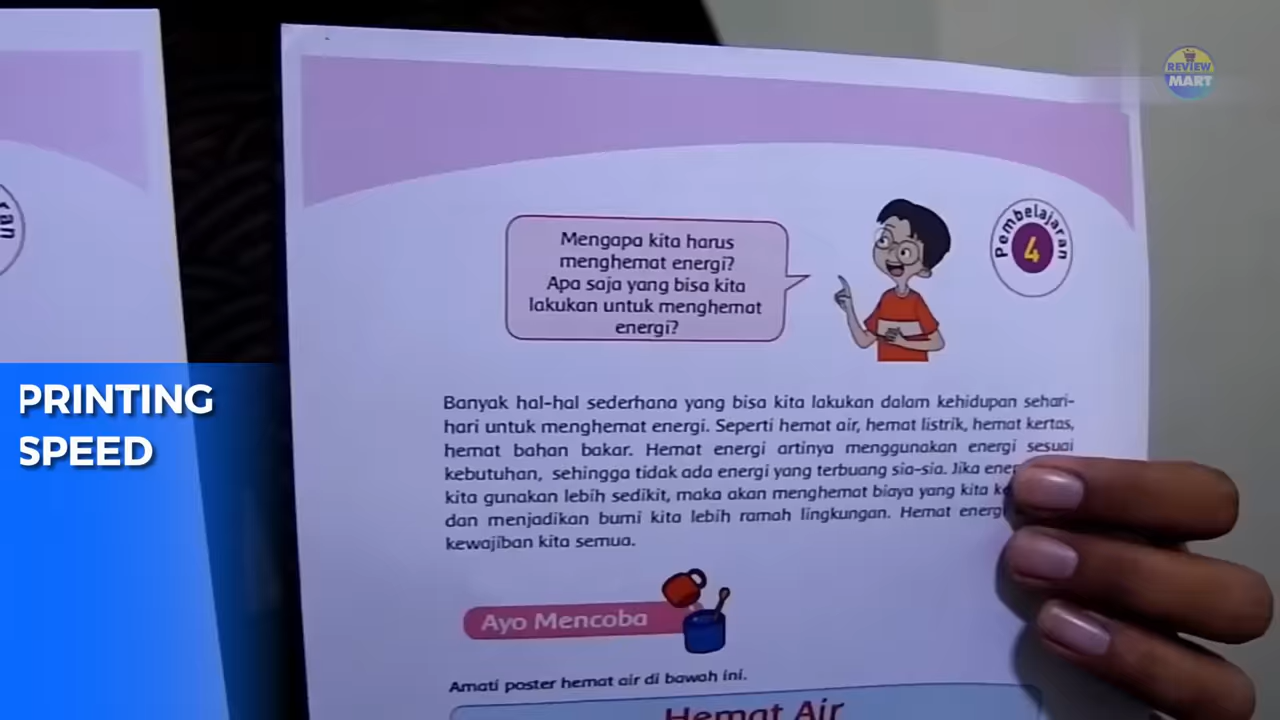 REVIEW
MART
Pembelajaran
4
Mengapa kita harus
menghemat energi?
Apa saja yang bisa kita
lakukan untuk menghemat
energi?
Banyak hal-hal sederhana yang bisa kita lakukan dalam kehidupan sehari-
hari untuk menghemat energi. Seperti hemat air, hemat listrik, hemat kertas,
hemat bahan bakar. Hemat energi artinya menggunakan energi sesuai
kebutuhan, sehingga tidak ada energi yang terbuang sia-sia. Jika
kita gunakan lebih sedikit, maka akan menghemat biaya yang kita
dan menjadikan bumi kita lebih ramah lingkungan. Hemat
kewajiban kita semua.
Ayo Mencoba
Amati poster hemat air di bawah ini.
Hemat Air
ran
PRINTING
SPEED